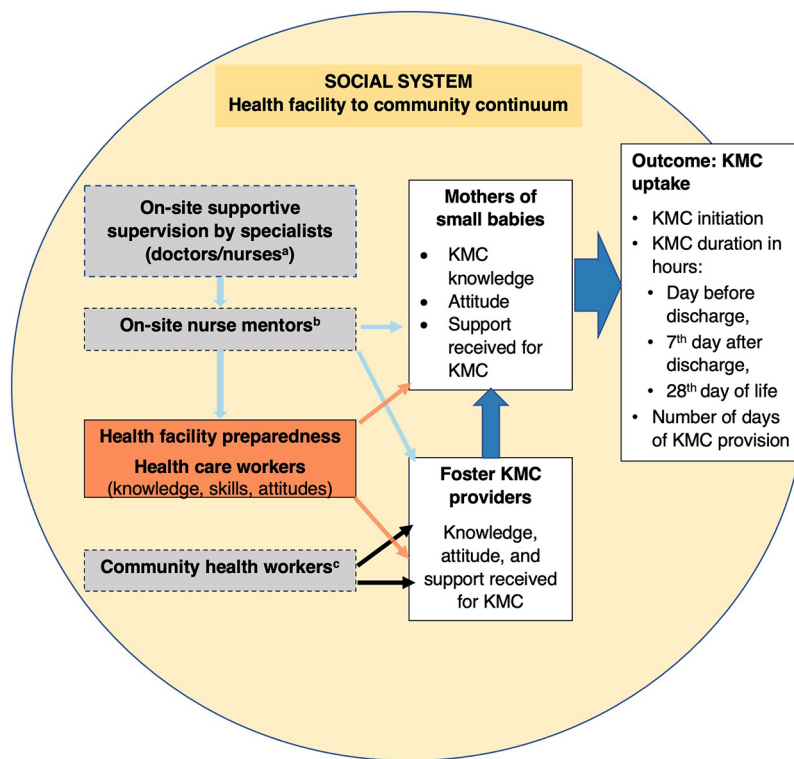 SOCIAL SYSTEM
Health facility to community continuum
On-site supportive
supervision by specialists
(doctors/nursesᵃ)
On-site nurse mentorsᵇ
Health facility preparedness
Health care workers
(knowledge, skills, attitudes)
Community health workersᶜ
Mothers of
small babies
• KMC
knowledge
• Attitude
• Support
received for
KMC
Foster KMC
providers
Knowledge,
attitude, and
support received
for KMC
Outcome: KMC
uptake
• KMC initiation
• KMC duration in
hours:
• Day before
discharge,
• 7ᵗʰ day after
discharge,
• 28ᵗʰ day of life
• Number of days
of KMC provision